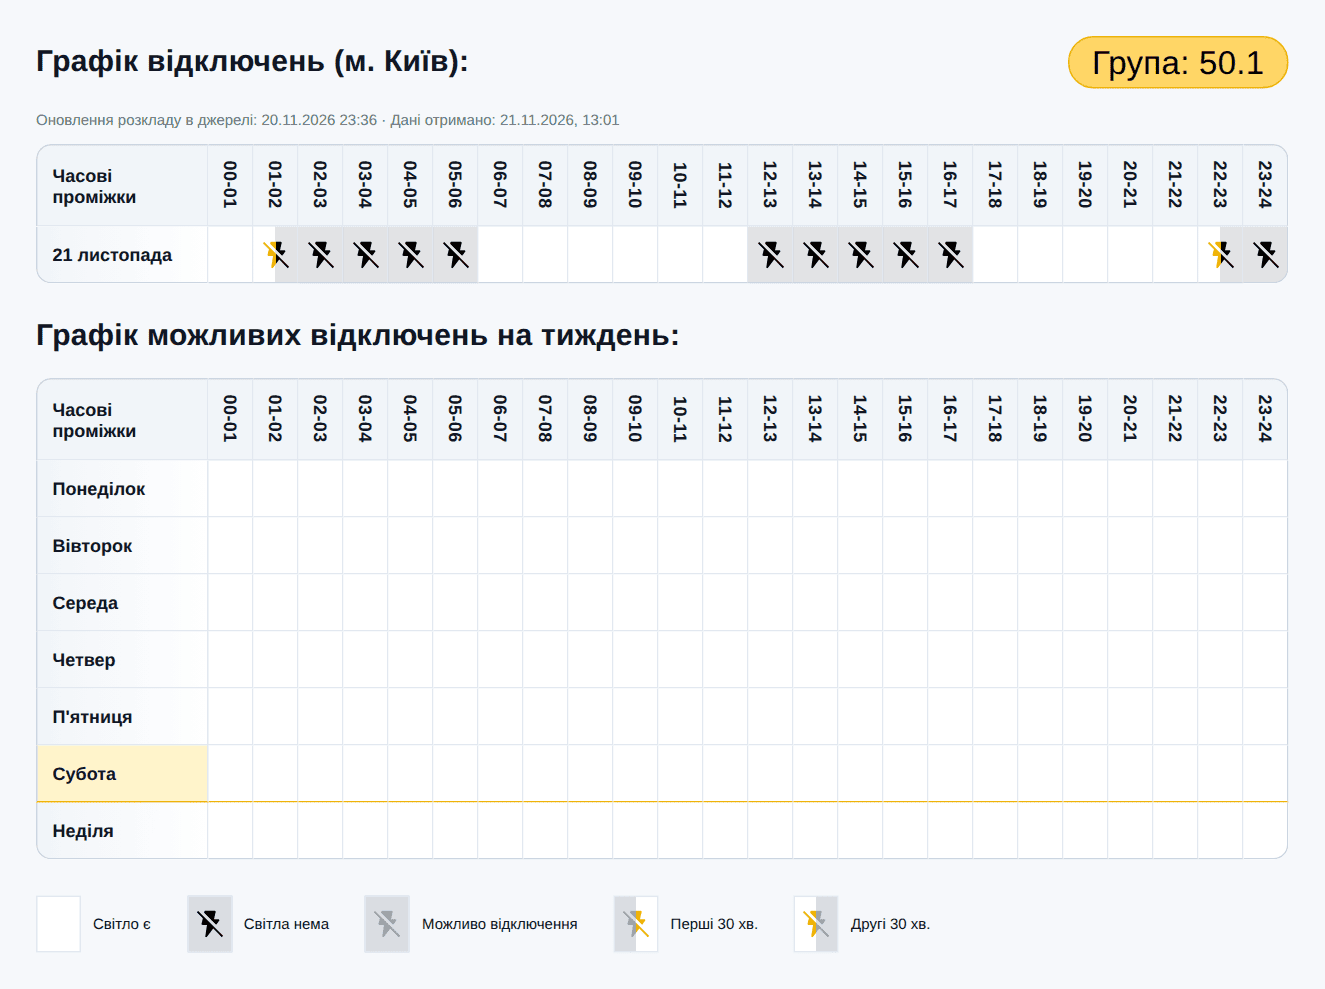 Графік відключень (м. Київ):
Група: 50.1
Оновлення розкладу в джерелі: 20.11.2026 23:36 · Дані отримано: 21.11.2026, 13:01
Часові
проміжки
00-01 01-02 02-03 03-04 04-05 05-06 06-07 07-08 08-09 09-10 10-11 11-12 12-13 13-14 14-15 15-16 16-17 17-18 18-19 19-20 20-21 21-22 22-23 23-24
21 листопада
Графік можливих відключень на тиждень:
Часові
проміжки
00-01 01-02 02-03 03-04 04-05 05-06 06-07 07-08 08-09 09-10 10-11 11-12 12-13 13-14 14-15 15-16 16-17 17-18 18-19 19-20 20-21 21-22 22-23 23-24
Понеділок
Вівторок
Середа
Четвер
П'ятниця
Субота
Неділя
Світло є
Світла нема
Можливо відключення
Перші 30 хв.
Другі 30 хв.